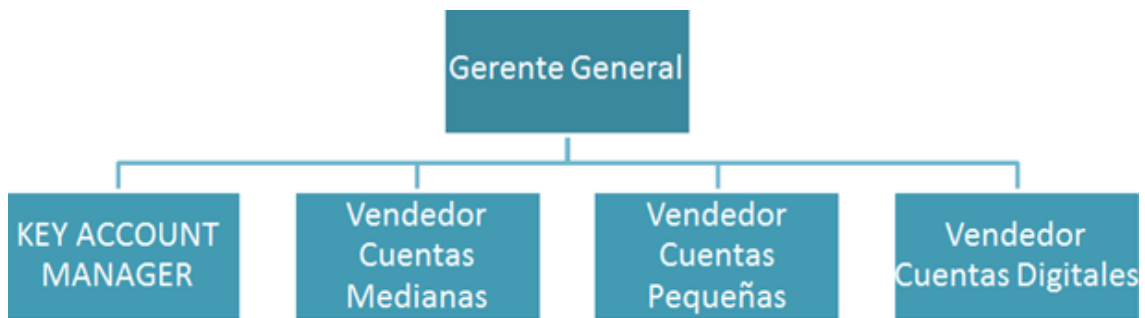 Gerente General
KEY ACCOUNT
MANAGER
Vendedor
Cuentas
Medianas
Vendedor
Cuentas
Pequeñas
Vendedor
Cuentas Digitales